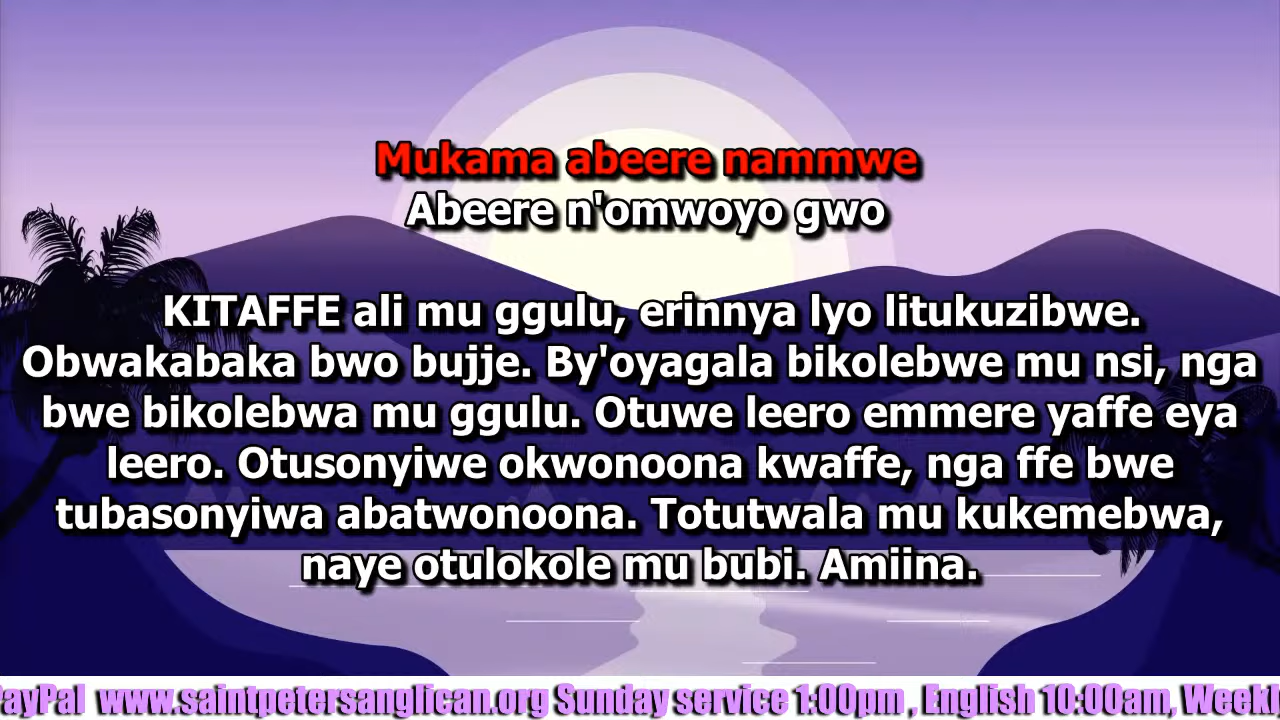 Mukama abeere nammwe
Abeere n'omwoyo gwo
KITAFFE ali mu ggulu, erinnya lyo litukuzibwe.
Obwakabaka bwo bujje. By'oyagala bikolebwe mu nsi, nga
bwe bikolebwa mu ggulu. Otuwe leero emmere yaffe eya
leero. Otusonyiwe okwonoona kwaffe, nga ffe bwe
tubasonyiwa abatwonoona. Totutwala mu kukemebwa,
naye otulokole mu bubi. Amiina.
PayPal www.saintpetersanglican.org Sunday service 1:00pm , English 10:00am,